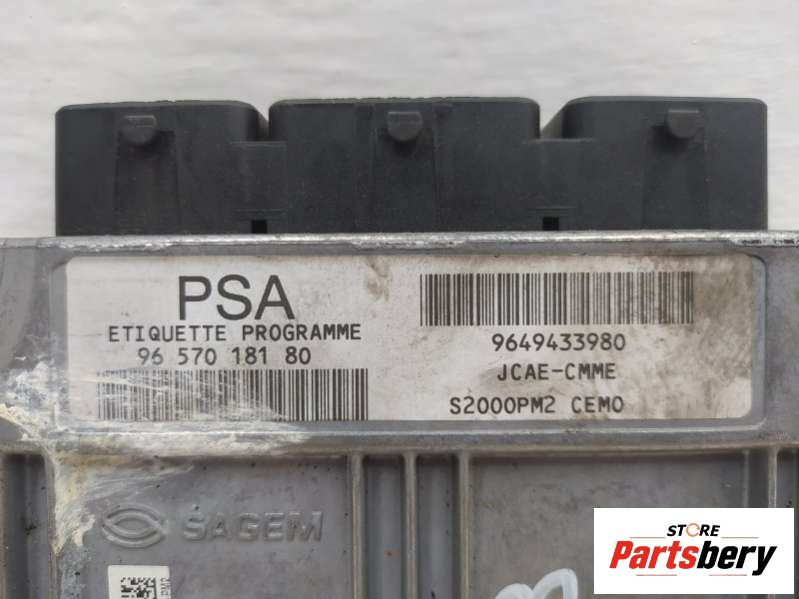 PSA
ETIQUETTE PROGRAMME
96 570 181 80
9649433980
JCAE-CMME
S2000PM2 CEMO
SAGEM
STORE
Partsbery